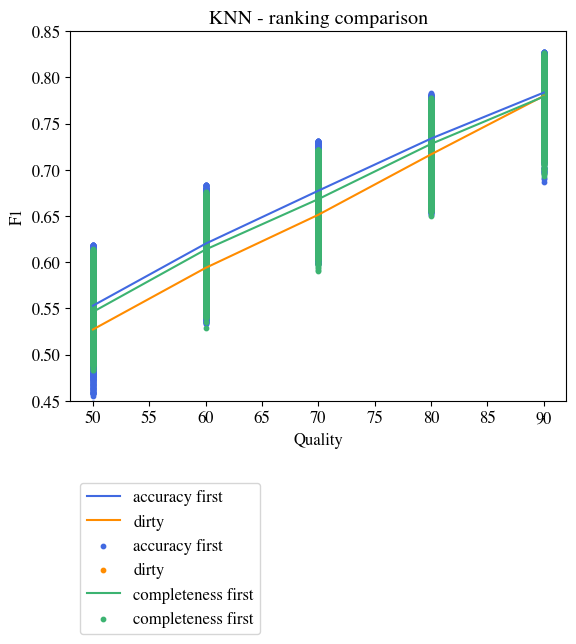 KNN - ranking comparison
0.85
0.80
0.75
0.70
0.65
0.60
0.55
0.50
0.45
F1
50 55 60 65 70 75 80 85 90
Quality
accuracy first
dirty
accuracy first
dirty
completeness first
completeness first